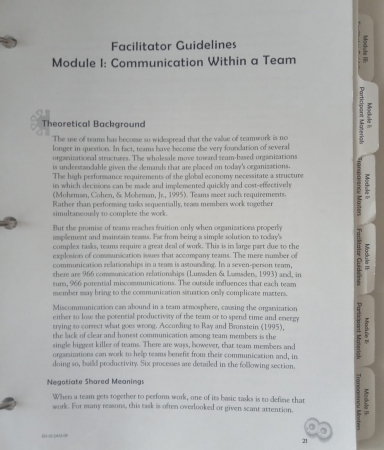 Facilitator Guidelines
Module I: Communication Within a Team
Theoretical Background
The use of teams has become so widespread that the value of teamwork is no
longer in question. In fact, teams have become the very foundation of several
organizational structures. The wholesale move toward team-based organizations
is understandable given the demands that are placed on today's organizations.
The high performance requirements of the global economy necessitate a structure
in which decisions can be made and implemented quickly and cost-effectively
(Mohrman, Cohen, & Mohrman, Jr., 1995). Teams meet such requirements.
Rather than performing tasks sequentially, team members work together
simultaneously to complete the work.
But the promise of teams reaches fruition only when organizations properly
implement and maintain teams. Far from being a simple solution to today's
complex tasks, teams require a great deal of work. This is in large part due to the
explosion of communication issues that accompany teams. The mere number of
communication relationships in a team is astounding. In a seven-person team,
there are 966 communication relationships (Lumsden & Lumsden, 1993) and, in
turn, 966 potential miscommunications. The outside influences that each team
member may bring to the communication situation only complicate matters.
Miscommunication can abound in a team atmosphere, causing the organization
either to lose the potential productivity of the team or to spend time and energy
trying to correct what goes wrong. According to Ray and Bronstein (1995),
the lack of clear and honest communication among team members is the
single biggest killer of teams. There are ways, however, that team members and
organizations can work to help teams benefit from their communication and, in
doing so, build productivity. Six processes are detailed in the following section.
Negotiate Shared Meanings
When a team gets together to perform work, one of its basic tasks is to define that
work. For many reasons, this task is often overlooked or given scant attention.
21
Module I:
Participant Materials
Module I:
Transparency Masters
Module II:
Facilitator Guidelines
Module II:
Participant Materials
Module II:
Transparency Masters